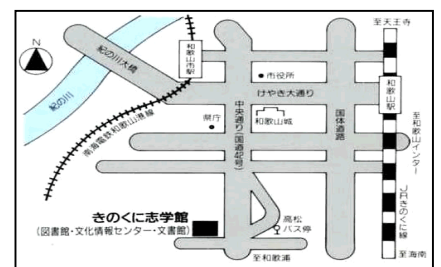 至天王寺
N
紀の川大橋
紀の川
和歌山市駅
市役所
けやき大通り
和歌山駅
南海電鉄和歌山港線
県庁
和歌山城
中央通り(国道42号)
国体道路
至和歌山インター
JRきのくに線
きのくに志学館
(図書館・文化情報センター・文書館)
高松
バス停
至和歌浦
至海南